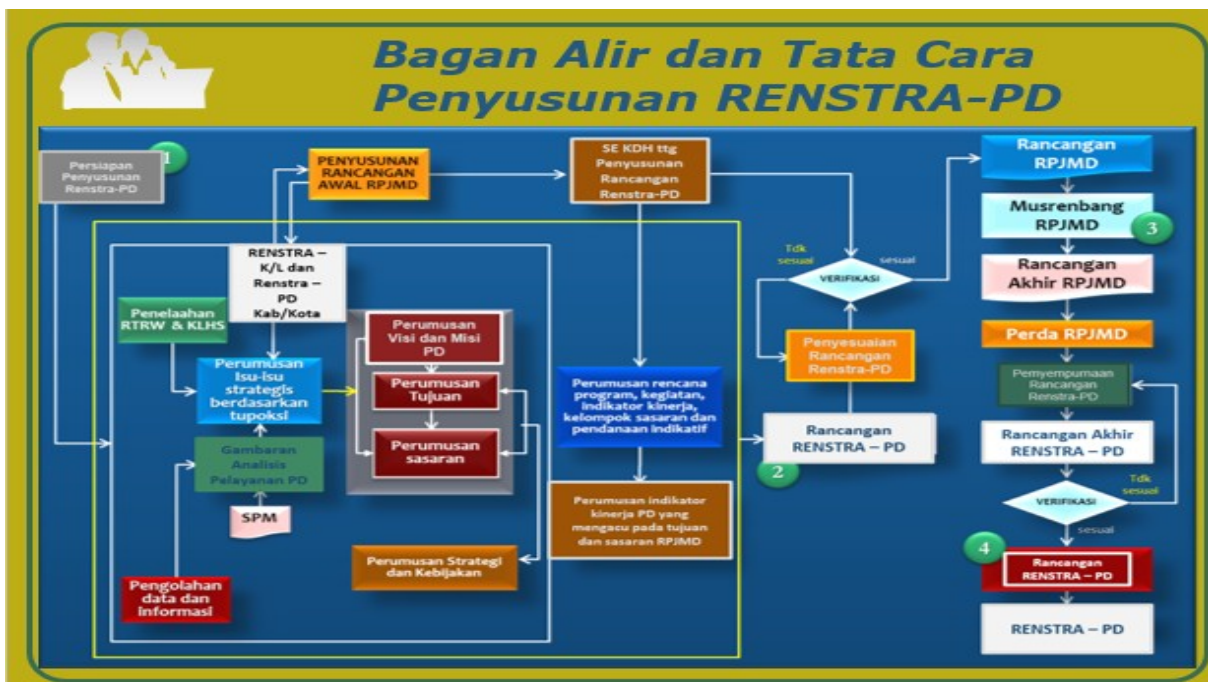 Bagan Alir dan Tata Cara
Penyusunan RENSTRA-PD
1
Persiapan
Penyusunan
Renstra-PD
PENYUSUNAN
RANCANGAN
AWAL RPJMD
SE KDH ttg
Penyusunan
Rancangan
Renstra-PD
Rancangan
RPJMD
Musrenbang
RPJMD
3
Rancangan
Akhir RPJMD
Perda RPJMD
Penyempurnaan
Rancangan
Renstra-PD
Rancangan Akhir
RENSTRA – PD
Tdk
sesuai
VERIFIKASI
sesuai
4
Rancangan
RENSTRA – PD
RENSTRA – PD
RENSTRA –
K/L dan
Renstra –
PD
Kab/Kota
Penelaahan
RTRW & KLHS
Perumusan
Isu-isu
strategis
berdasarkan
tupoksi
Gambaran
Analisis
Pelayanan PD
SPM
Pengolahan
data dan
informasi
Perumusan
Visi dan Misi
PD
Perumusan
Tujuan
Perumusan
sasaran
Perumusan Strategi
dan Kebijakan
Perumusan rencana
program, kegiatan,
indikator kinerja,
kelompok sasaran dan
pendanaan indikatif
Perumusan indikator
kinerja PD yang
mengacu pada tujuan
dan sasaran RPJMD
Tdk
sesuai
sesuai
VERIFIKASI
Penyesuaian
Rancangan
Renstra-PD
Rancangan
RENSTRA – PD
2